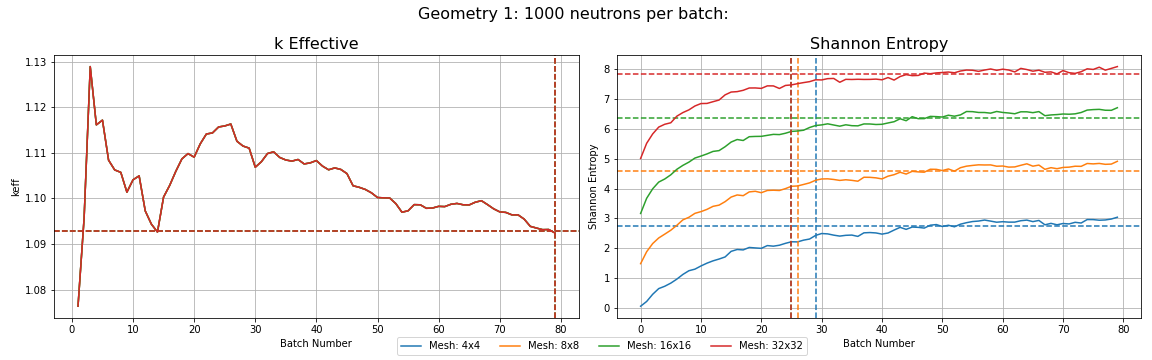 Geometry 1: 1000 neutrons per batch:
k Effective
keff
1.13
1.12
1.11
1.10
1.09
1.08
0 10 20 30 40 50 60 70 80
Batch Number
Shannon Entropy
Shannon Entropy
8
7
6
5
4
3
2
1
0
0 10 20 30 40 50 60 70 80
Batch Number
Mesh: 4x4 Mesh: 8x8 Mesh: 16x16 Mesh: 32x32